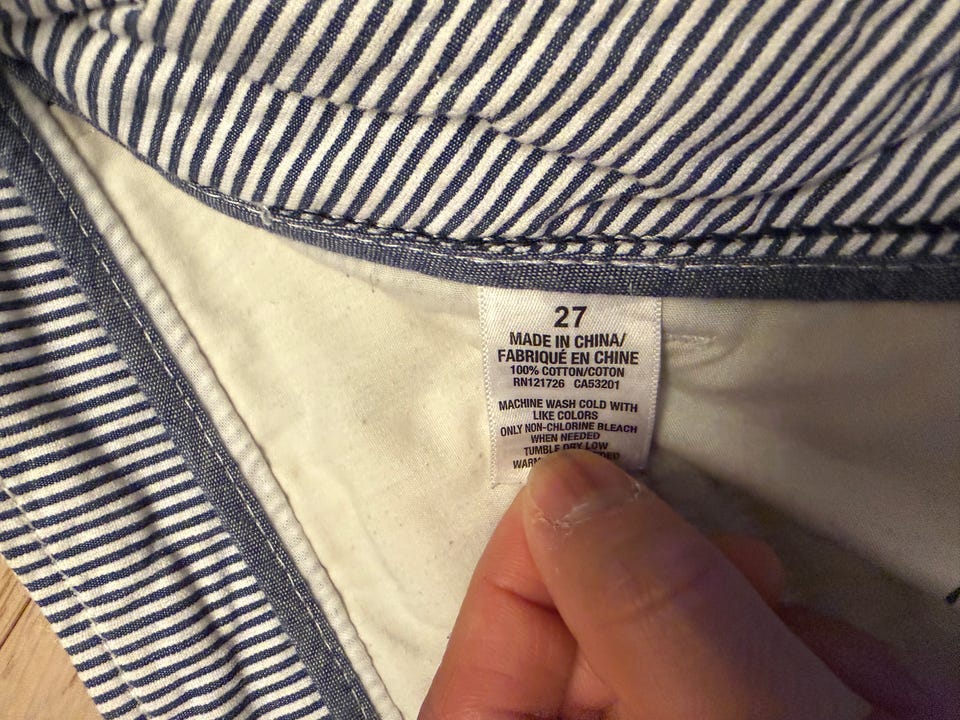 27
MADE IN CHINA/
FABRIQUÉ EN CHINE
100% COTTON/COTON
RN121726 CA53201
MACHINE WASH COLD WITH
LIKE COLORS
ONLY NON-CHLORINE BLEACH
WHEN NEEDED
TUMBLE DRY LOW